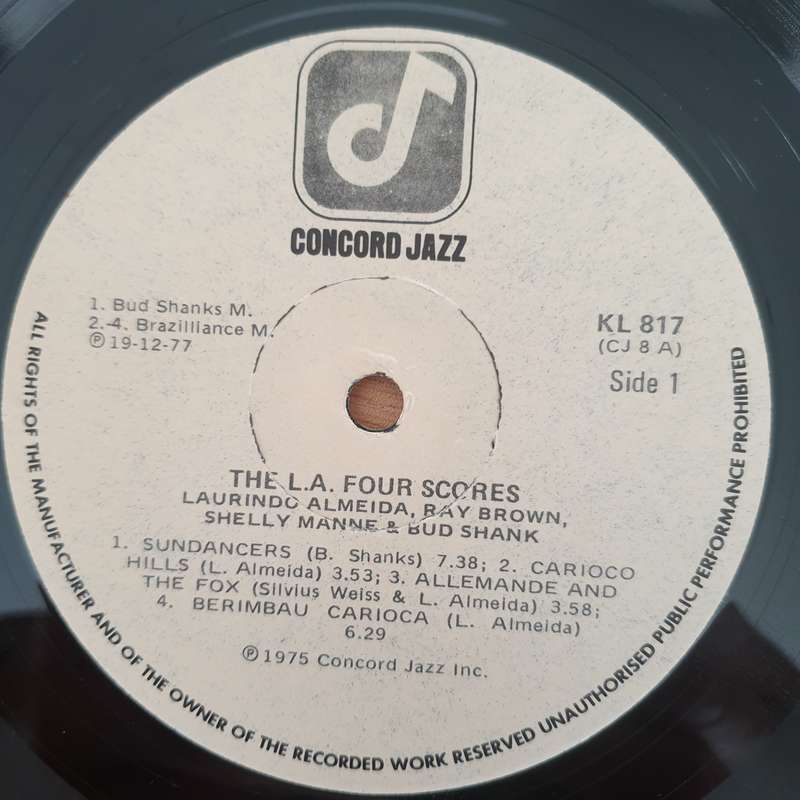 CONCORD JAZZ
1. Bud Shanks M.
2.-4. Brazilliance M.
℗ 19-12-77
KL 817
(CJ 8 A)
Side 1
THE L.A. FOUR SCORES
LAURINDO ALMEIDA, RAY BROWN,
SHELLY MANNE & BUD SHANK
1. SUNDANCERS (B. Shanks) 7.38; 2. CARIOCO
HILLS (L. Almeida) 3.53; 3. ALLEMANDE AND
THE FOX (Silvius Weiss & L. Almeida) 3.58;
4. BERIMBAU CARIOCA (L. Almeida)
6.29
℗ 1975 Concord Jazz Inc.
ALL RIGHTS OF THE MANUFACTURER AND OF THE OWNER OF THE RECORDED WORK RESERVED UNAUTHORISED PUBLIC PERFORMANCE PROHIBITED